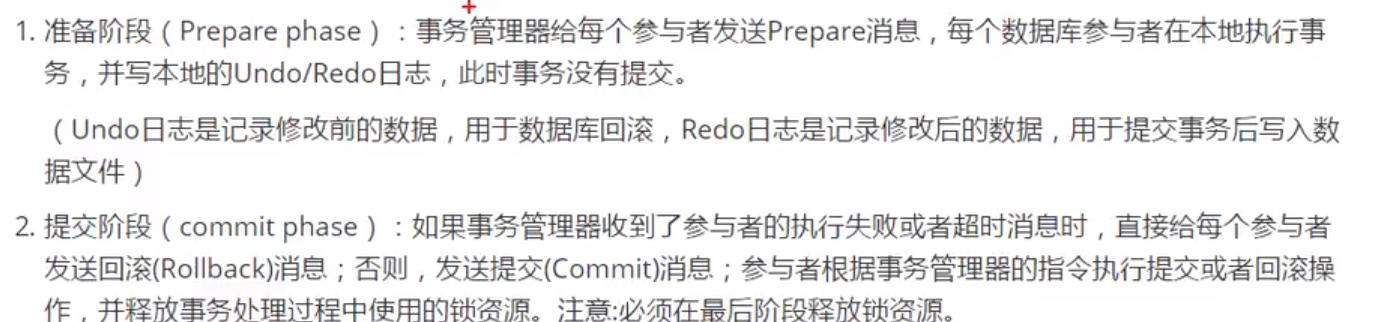 1. 准备阶段（Prepare phase）：事务管理器给每个参与者发送Prepare消息，每个数据库参与者在本地执行事
务，并写本地的Undo/Redo日志，此时事务没有提交。
（Undo日志是记录修改前的数据，用于数据库回滚，Redo日志是记录修改后的数据，用于提交事务后写入数
据文件）
2. 提交阶段（commit phase）：如果事务管理器收到了参与者的执行失败或者超时消息时，直接给每个参与者
发送回滚(Rollback)消息；否则，发送提交(Commit)消息；参与者根据事务管理器的指令执行提交或者回滚操
作，并释放事务处理过程中使用的锁资源。注意:必须在最后阶段释放锁资源。